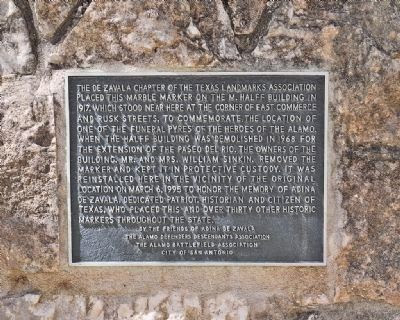 THE DE ZAVALA CHAPTER OF THE TEXAS LANDMARKS ASSOCIATION
PLACED THIS MARBLE MARKER ON THE M. HALFF BUILDING IN
1917, WHICH STOOD NEAR HERE AT THE CORNER OF EAST COMMERCE
AND RUSK STREETS, TO COMMEMORATE THE LOCATION OF
ONE OF THE FUNERAL PYRES OF THE HEROES OF THE ALAMO.
WHEN THE HALFF BUILDING WAS DEMOLISHED IN 1968 FOR
THE EXTENSION OF THE PASEO DEL RIO, THE OWNERS OF THE
BUILDING, MR. AND MRS. WILLIAM SINKIN, REMOVED THE
MARKER AND KEPT IT IN PROTECTIVE CUSTODY. IT WAS
REINSTALLED HERE IN THE VICINITY OF THE ORIGINAL
LOCATION ON MARCH 6, 1995 TO HONOR THE MEMORY OF ADINA
DE ZAVALA, DEDICATED PATRIOT, HISTORIAN AND CITIZEN OF
TEXAS, WHO PLACED THIS AND OVER THIRTY OTHER HISTORIC
MARKERS THROUGHOUT THE STATE.
BY THE FRIENDS OF ADINA DE ZAVALA
THE ALAMO DEFENDERS DESCENDANTS ASSOCIATION
THE ALAMO BATTLEFIELD ASSOCIATION
CITY OF SAN ANTONIO